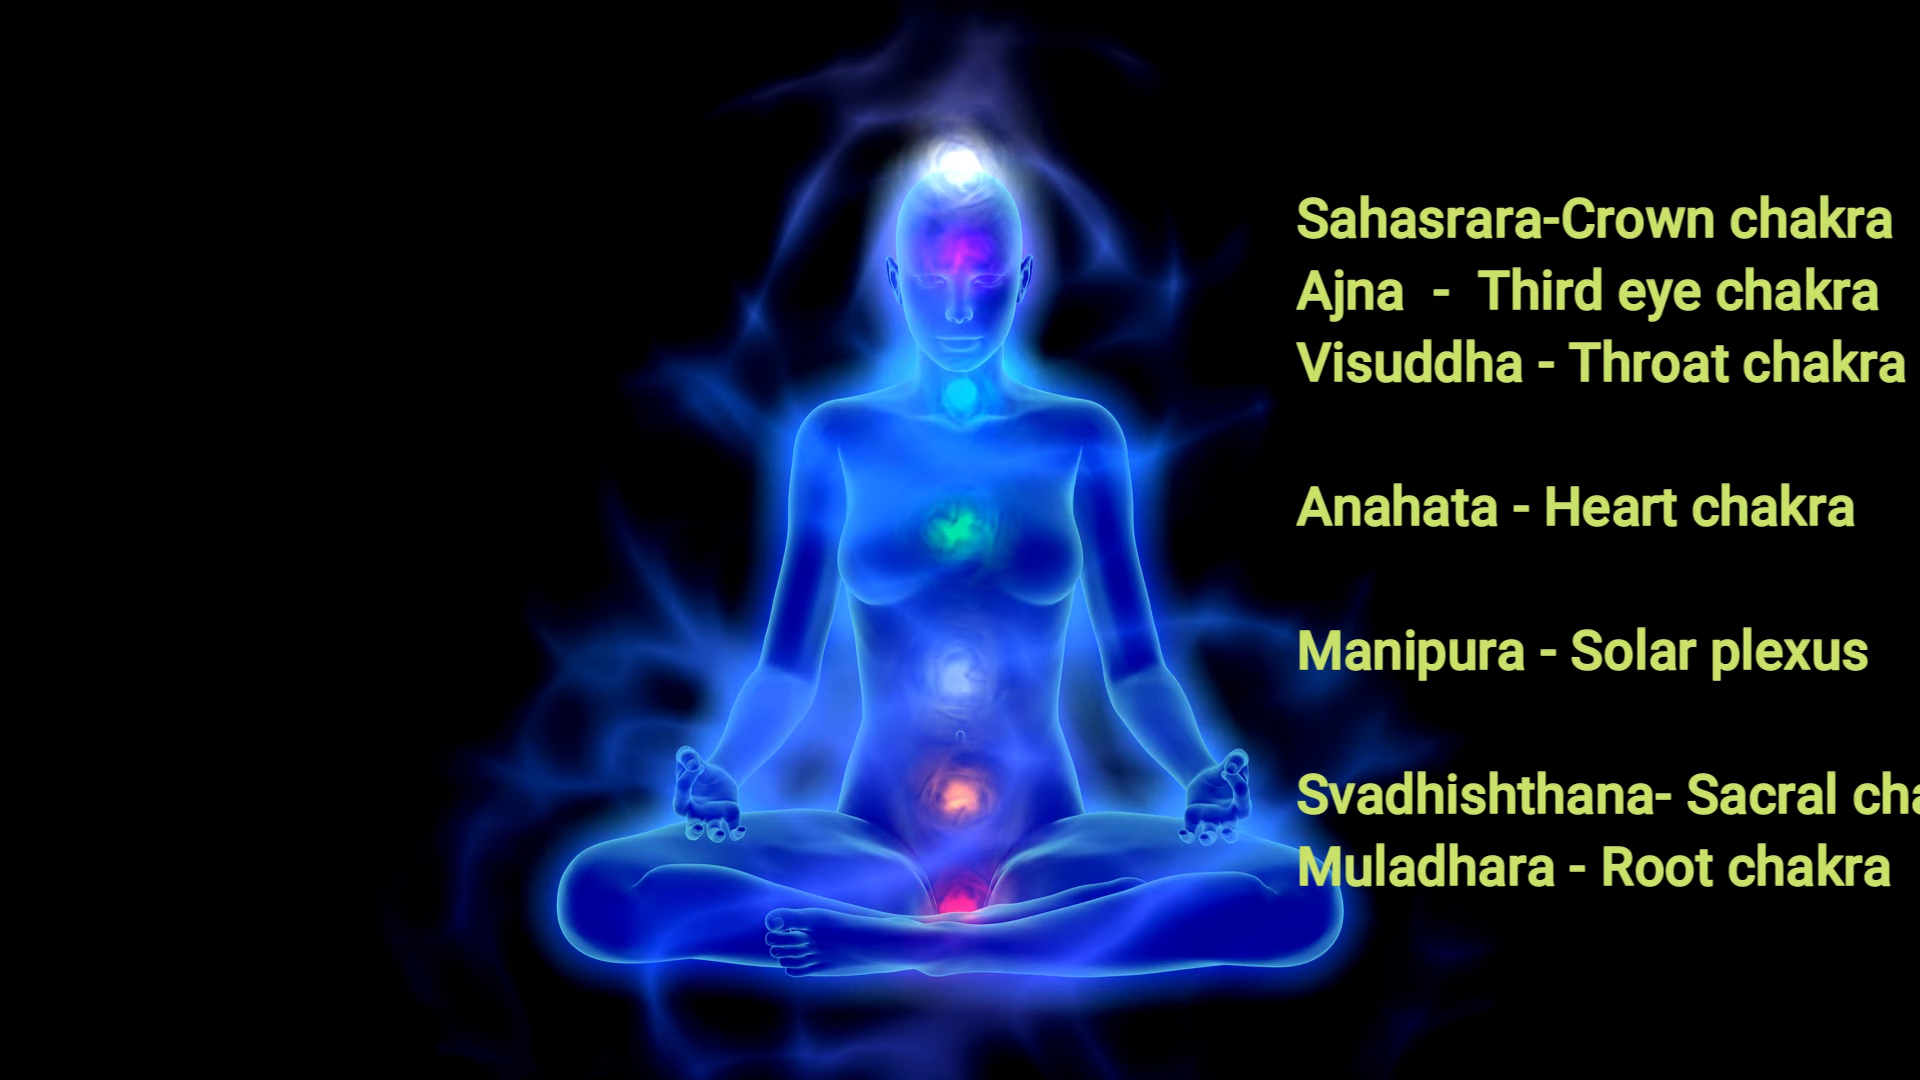 Sahasrara-Crown chakra
Ajna - Third eye chakra
Visuddha - Throat chakra
Anahata - Heart chakra
Manipura - Solar plexus
Svadhishthana- Sacral
Muladhara - Root chakra